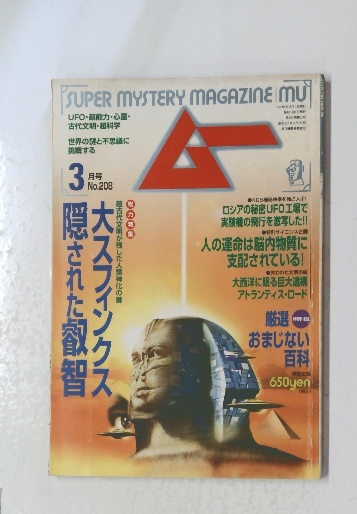 SUPER MYSTERY MAGAZINE MU
UFO・超能力・心霊・
古代文明・超科学
世界の謎と不思議に
挑戦する
ムー
3月号
No.208
総力特集
超古代文明が残した人類神化の鍵
大スフィンクス
隠された叡智
ロシアの秘密UFO工場で
実験機の飛行を激写した!!
人の運命は脳内物質に
支配されている!
大西洋に眠る巨大遺構
アトランティス・ロード
厳選
おまじない
百科
650yen